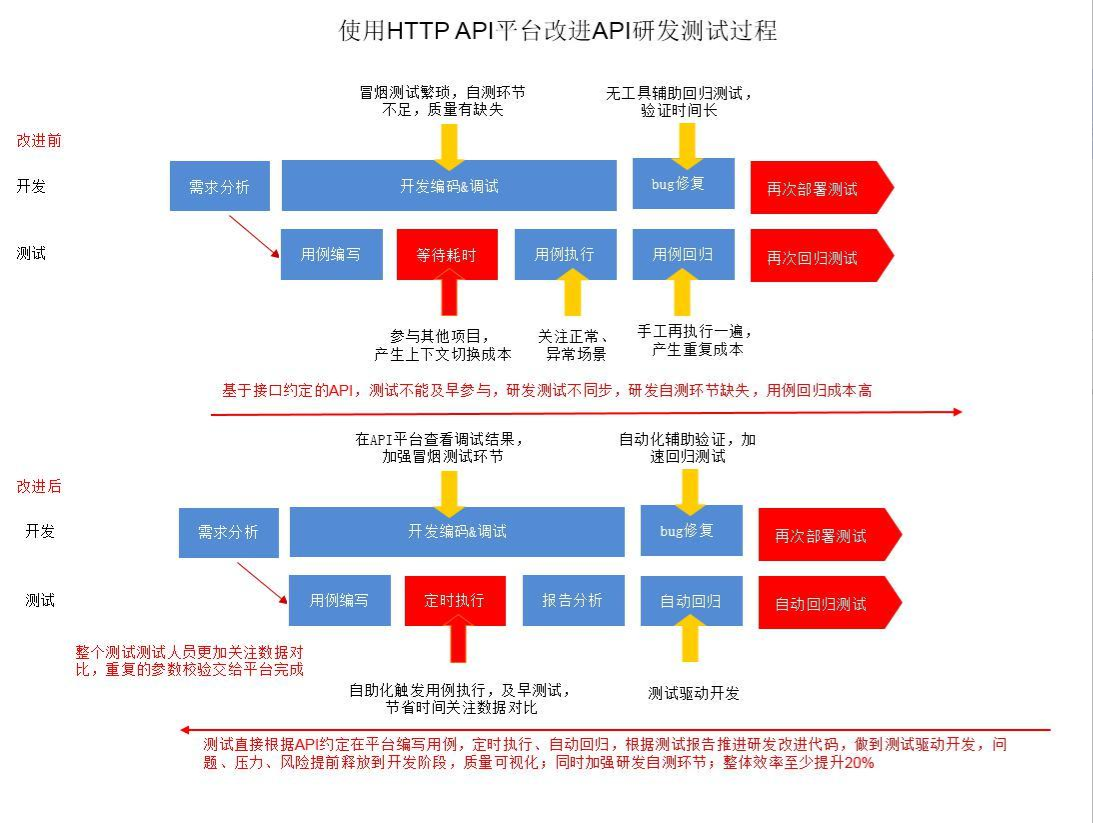 使用HTTP API平台改进API研发测试过程
冒烟测试繁琐，自测环节
不足，质量有缺失
无工具辅助回归测试，
验证时间长
改进前
开发
需求分析
开发编码&调试
bug修复
再次部署测试
测试
用例编写
等待耗时
用例执行
用例回归
再次回归测试
参与其他项目，
产生上下文切换成本
关注正常、
异常场景
手工再执行一遍，
产生重复成本
基于接口约定的API，测试不能及早参与，研发测试不同步，研发自测环节缺失，用例回归成本高
在API平台查看调试结果，
加强冒烟测试环节
自动化辅助验证，加
速回归测试
改进后
开发
需求分析
开发编码&调试
bug修复
再次部署测试
测试
用例编写
定时执行
报告分析
自动回归
自动回归测试
整个测试测试人员更加关注数据对
比，重复的参数校验交给平台完成
自助化触发用例执行，及早测试，
节省时间关注数据对比
测试驱动开发
测试直接根据API约定在平台编写用例，定时执行、自动回归，根据测试报告推进研发改进代码，做到测试驱动开发，问
题、压力、风险提前释放到开发阶段，质量可视化；同时加强研发自测环节；整体效率至少提升20%